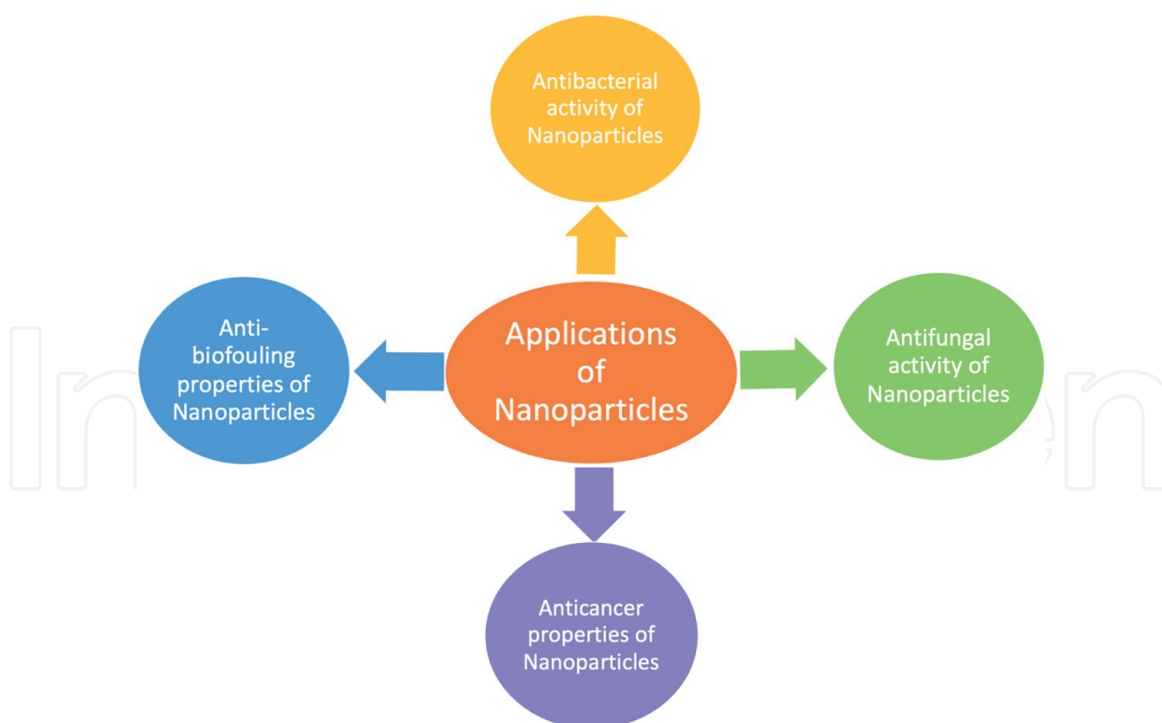 Antibacterial
activity of
Nanoparticles
Anti-
biofouling
properties of
Nanoparticles
Applications
of
Nanoparticles
Antifungal
activity of
Nanoparticles
Anticancer
properties of
Nanoparticles